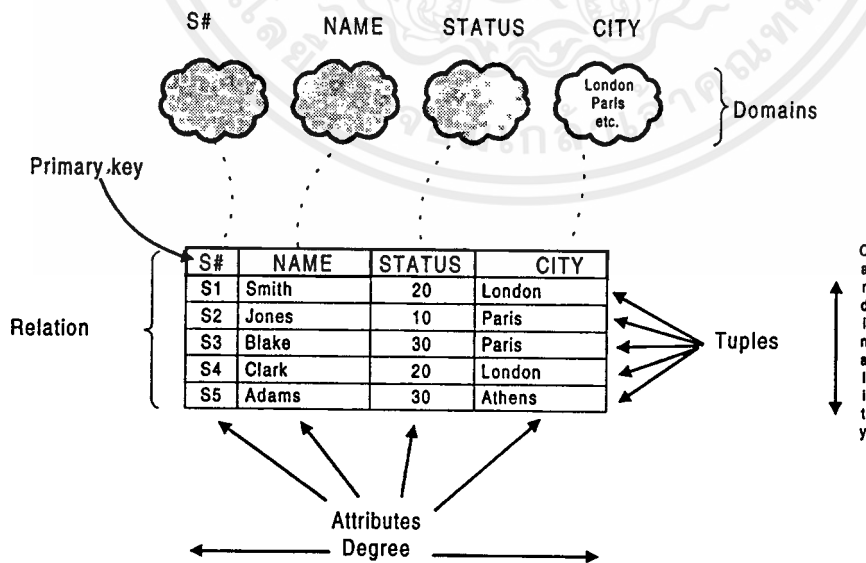 S# NAME STATUS CITY
London
Paris
etc.
Domains
Primary key
S# NAME STATUS CITY
S1 Smith 20 London
S2 Jones 10 Paris
S3 Blake 30 Paris
S4 Clark 20 London
S5 Adams 30 Athens
Relation
Tuples
Cardinality
Attributes
Degree